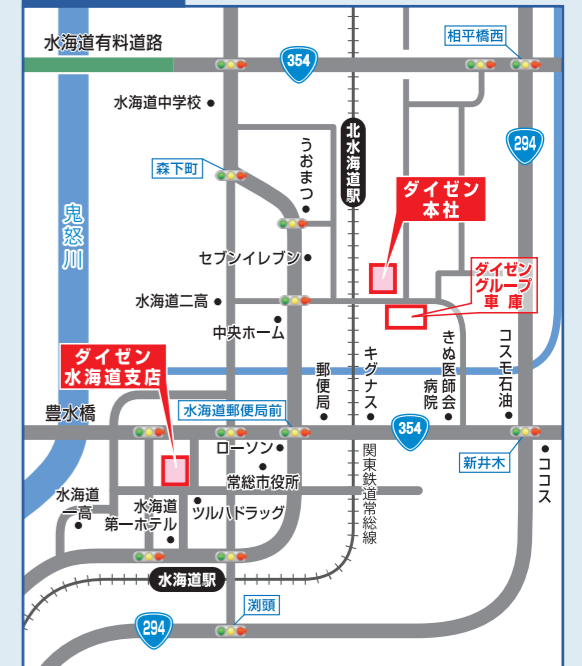 水海道有料道路
354
相平橋西
水海道中学校
294
北水海道駅
うおまつ
森下町
ダイゼン
本社
鬼怒川
セブンイレブン
ダイゼン
グループ
車庫
水海道二高
中央ホーム
ダイゼン
水海道支店
郵便局
キグナス
きぬ医師会
病院
コスモ石油
豊水橋
水海道郵便局前
354
ローソン
新井木
ココス
常総市役所
関東鉄道常総線
水海道
一高
水海道
第一ホテル
ツルハドラッグ
水海道駅
渕頭
294